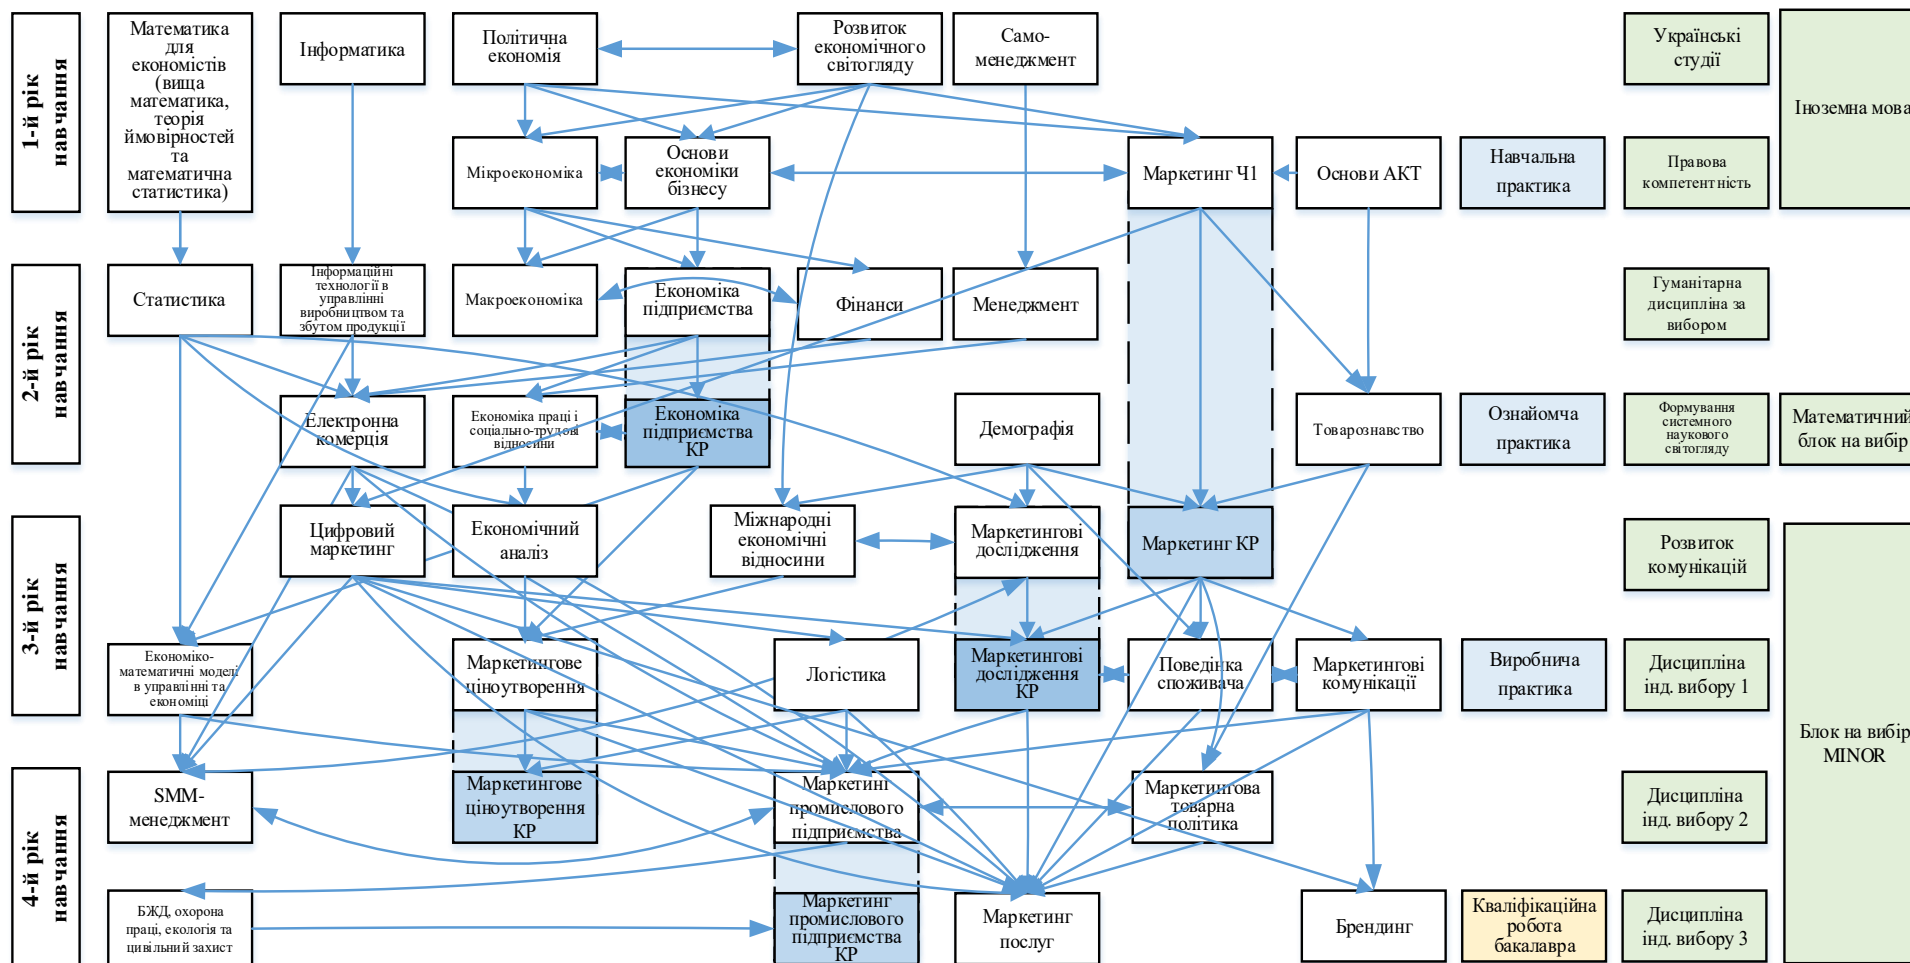 1-й рік
навчання
Математика
для
економістів
(вища
математика,
теорія
ймовірностей
та
математична
статистика)
Інформатика
Політична
економія
Розвиток
економічного
світогляду
Само-
менеджмент
Українські
студії
Іноземна мова
Мікроекономіка
Основи
економіки
бізнесу
Маркетинг Ч1
Основи АКТ
Навчальна
практика
Правова
компетентність
2-й рік
навчання
Статистика
Інформаційні
технології в
управлінні
виробництвом та
збутом продукції
Макроекономіка
Економіка
підприємства
Фінанси
Менеджмент
Гуманітарна
дисципліна за
вибором
Електронна
комерція
Економіка праці і
соціально-трудові
відносини
Економіка
підприємства
КР
Демографія
Товарознавство
Ознайомча
практика
Формування
системного
наукового
світогляду
Математичний
блок на вибір
3-й рік
навчання
Цифровий
маркетинг
Економічний
аналіз
Міжнародні
економічні
відносини
Маркетингові
дослідження
Маркетинг КР
Розвиток
комунікацій
Економіко-
математичні моделі
в управлінні та
економіці
Маркетингове
ціноутворення
Логістика
Маркетингові
дослідження
КР
Поведінка
споживача
Маркетингові
комунікації
Виробнича
практика
Дисципліна
інд. вибору 1
Блок на вибір
MINOR
4-й рік
навчання
SMM-
менеджмент
Маркетингове
ціноутворення
КР
Маркетинг
промислового
підприємства
Маркетингова
товарна
політика
Дисципліна
інд. вибору 2
БЖД, охорона
праці, екологія та
цивільний захист
Маркетинг
промислового
підприємства
КР
Маркетинг
послуг
Брендинг
Кваліфікаційна
робота
бакалавра
Дисципліна
інд. вибору 3